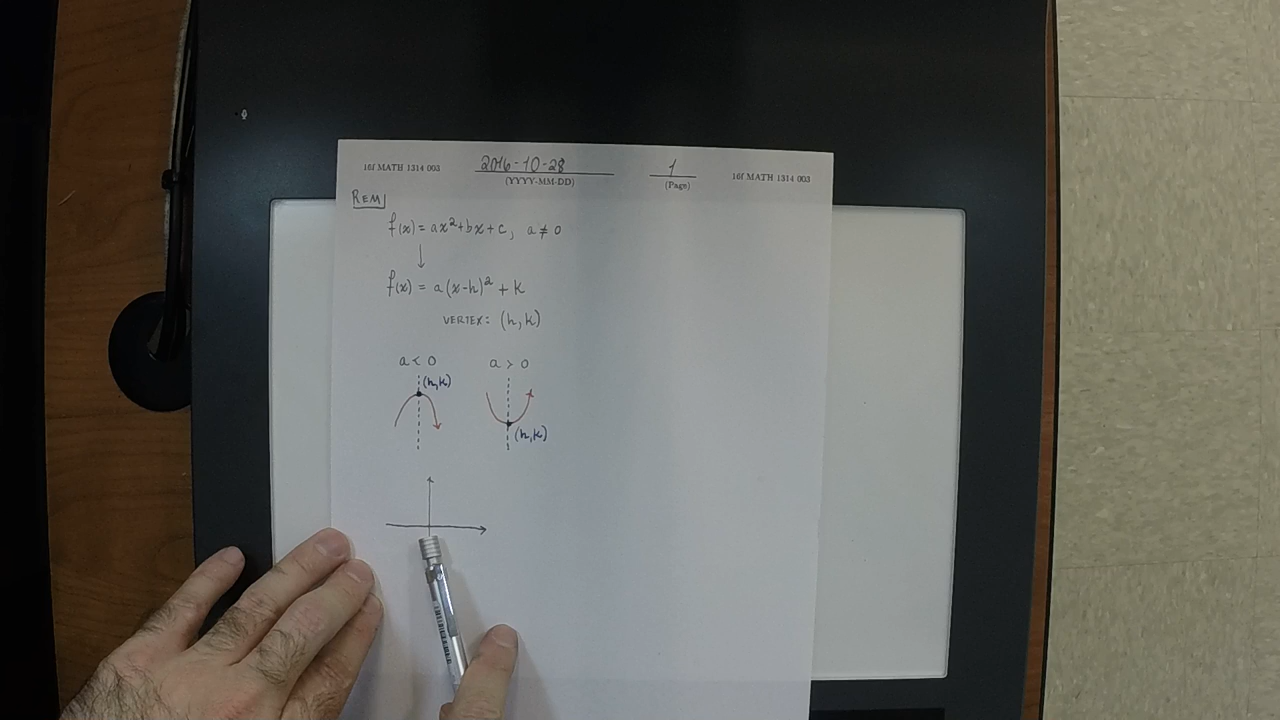 16f MATH 1314 003 2016-10-28 1 16f MATH 1314 003
(YYYY-MM-DD) (Page)
REM
f(x) = ax²+bx+c, a ≠ 0
↓
f(x) = a(x-h)² + k
VERTEX: (h,k)
a < 0 a > 0
(h,k)
(h,k)